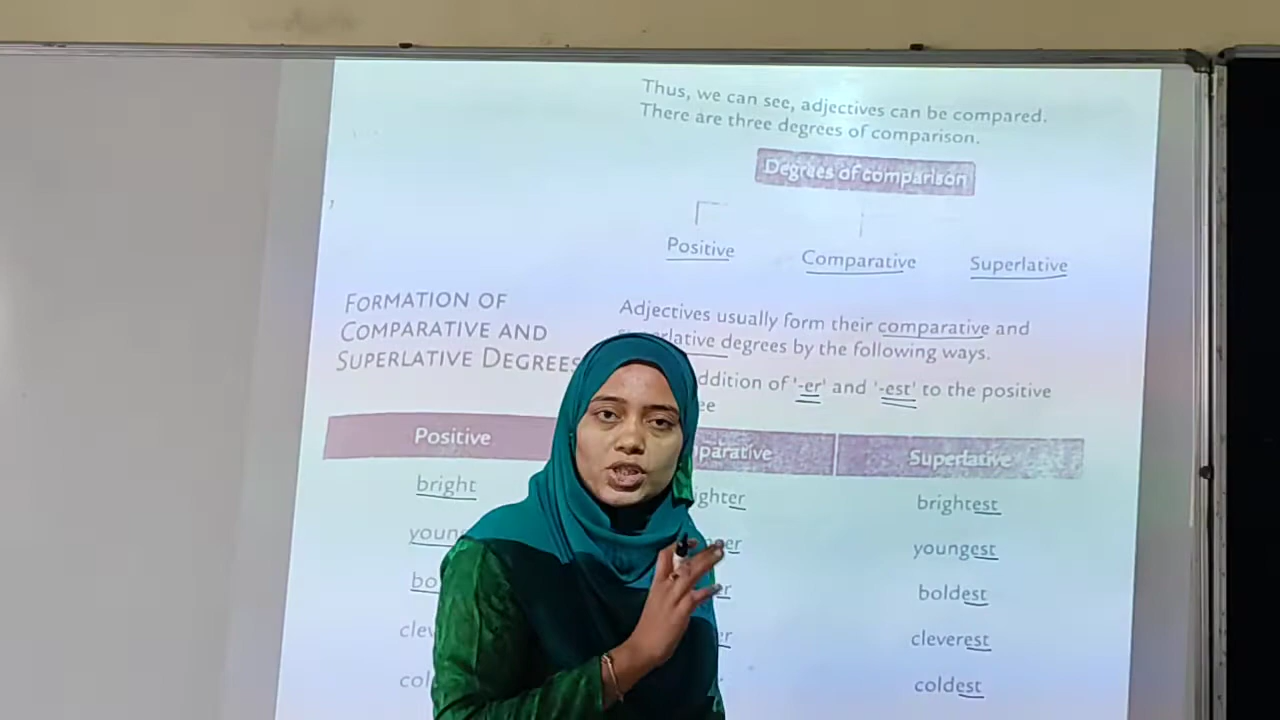 Thus, we can see, adjectives can be compared.
There are three degrees of comparison.
Degrees of comparison
Positive Comparative Superlative
FORMATION OF
COMPARATIVE AND
SUPERLATIVE DEGREES
Adjectives usually form their comparative and
degrees by the following ways.
of '-er' and '-est' to the positive
Positive Superlative
bright brightest
youngest
boldest
cleverest
coldest